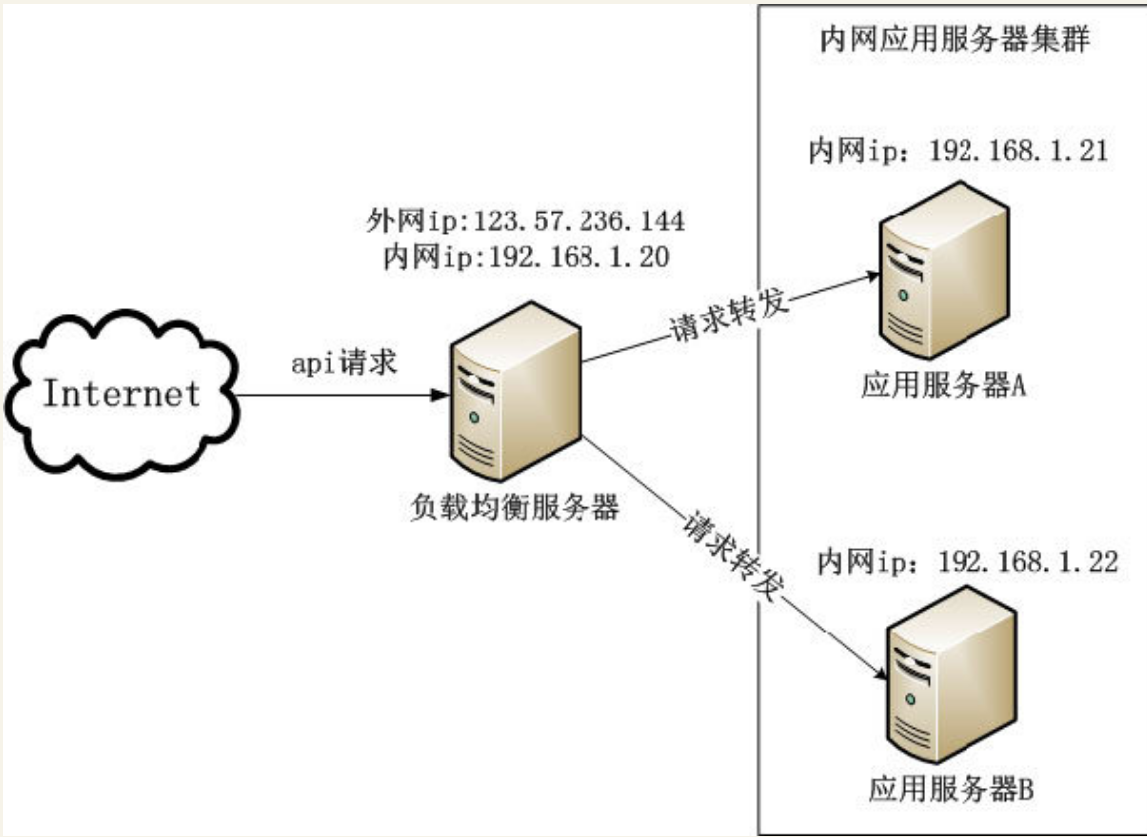 内网应用服务器集群
内网ip：192.168.1.21
外网ip:123.57.236.144
内网ip:192.168.1.20
请求转发
api请求
Internet
应用服务器A
负载均衡服务器
请求转发
内网ip：192.168.1.22
应用服务器B